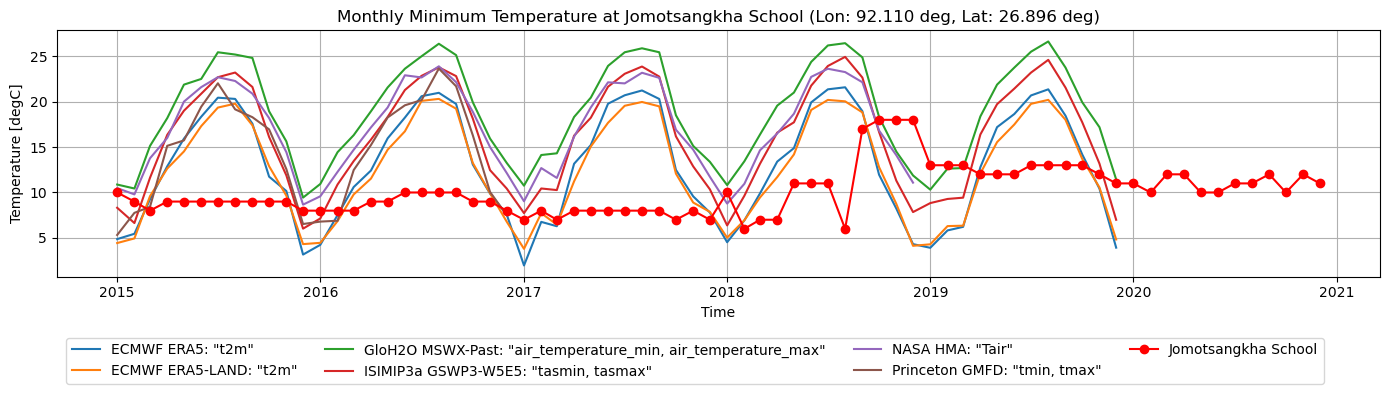 Monthly Minimum Temperature at Jomotsangkha School (Lon: 92.110 deg, Lat: 26.896 deg)
Temperature [degC]
25
20
15
10
5
2015 2016 2017 2018 2019 2020 2021
Time
ECMWF ERA5: "t2m" GloH2O MSWX-Past: "air_temperature_min, air_temperature_max" NASA HMA: "Tair" Jomotsangkha School
ECMWF ERA5-LAND: "t2m" ISIMIP3a GSWP3-W5E5: "tasmin, tasmax" Princeton GMFD: "tmin, tmax"